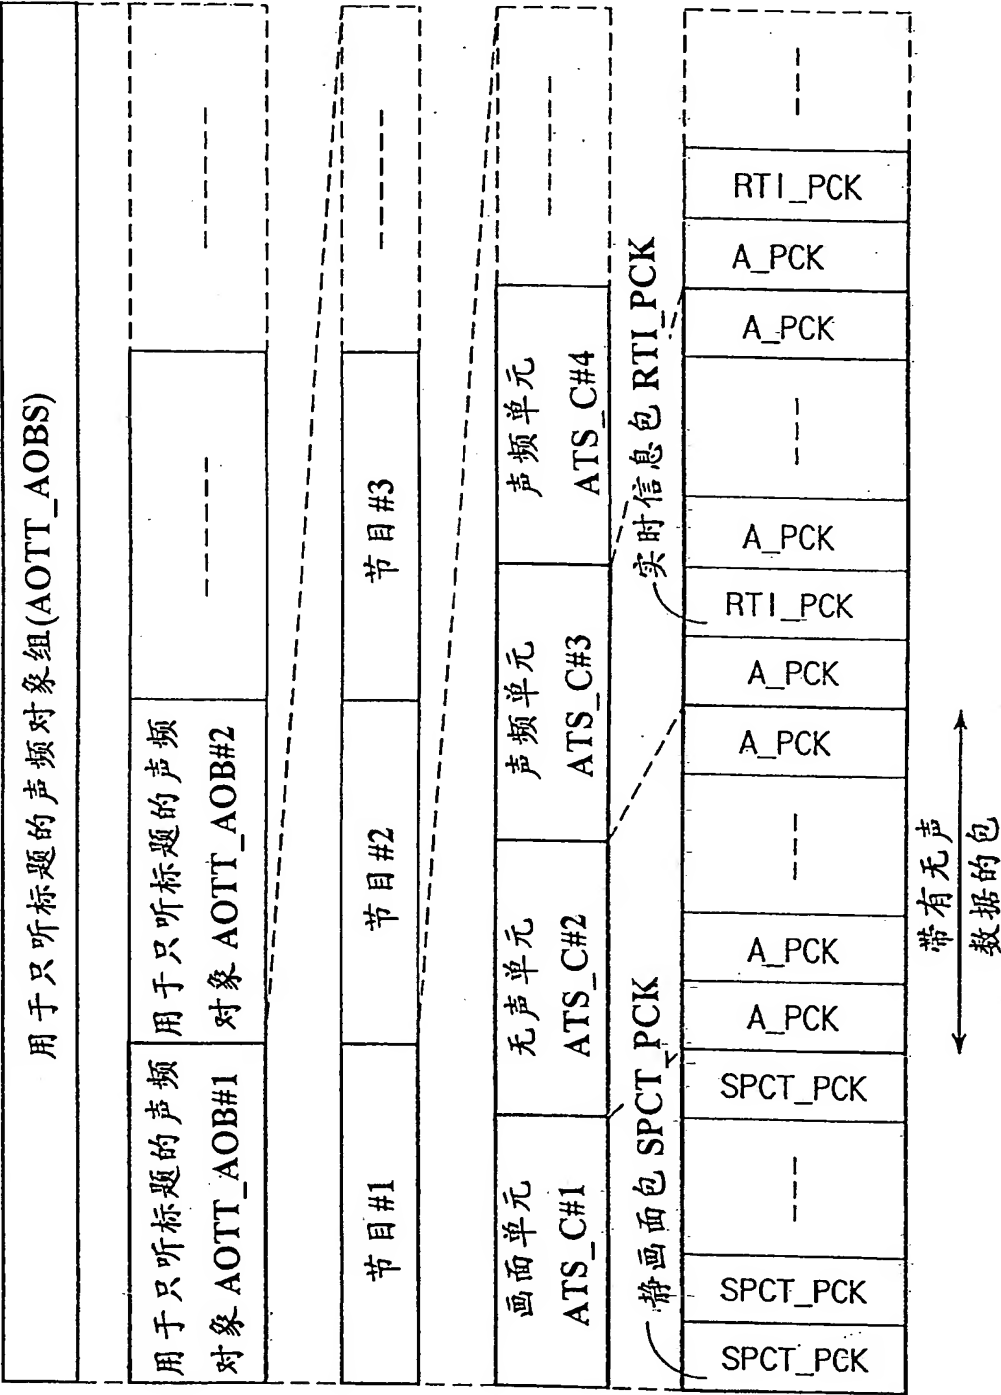 用于只听标题的声频对象组(AOTT_AOBS)
用于只听标题的声频
对象 AOTT_AOB#1
用于只听标题的声频
对象 AOTT_AOB#2
节目#1
节目#2
节目#3
画面单元
ATS_C#1
无声单元
ATS_C#2
声频单元
ATS_C#3
声频单元
ATS_C#4
静画面包 SPCT_PCK
实时信息包 RTI_PCK
SPCT_PCK
SPCT_PCK
SPCT_PCK
A_PCK
A_PCK
A_PCK
A_PCK
RTI_PCK
A_PCK
A_PCK
A_PCK
RTI_PCK
带有无声
数据的包